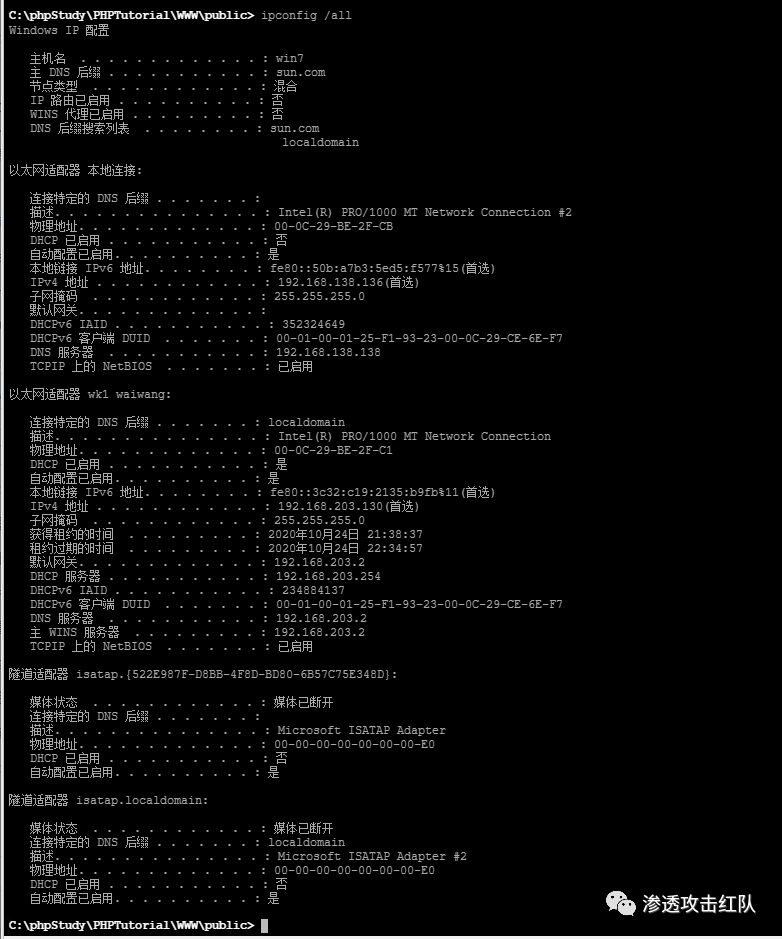 C:\phpStudy\PHPTutorial\WWW\public> ipconfig /all
Windows IP 配置
主机名 . . . . . . . . . . . . . : win7
主 DNS 后缀 . . . . . . . . . . . : sun.com
节点类型 . . . . . . . . . . . . : 混合
IP 路由已启用 . . . . . . . . . . : 否
WINS 代理已启用 . . . . . . . . . : 否
DNS 后缀搜索列表 . . . . . . . . : sun.com
localdomain
以太网适配器 本地连接:
连接特定的 DNS 后缀 . . . . . . . :
描述. . . . . . . . . . . . . . . : Intel(R) PRO/1000 MT Network Connection #2
物理地址. . . . . . . . . . . . . : 00-0C-29-BE-2F-CB
DHCP 已启用 . . . . . . . . . . . : 否
自动配置已启用. . . . . . . . . . : 是
本地链接 IPv6 地址. . . . . . . . : fe80::50b:a7b3:5ed5:f577%15(首选)
IPv4 地址 . . . . . . . . . . . . : 192.168.138.136(首选)
子网掩码 . . . . . . . . . . . . : 255.255.255.0
默认网关. . . . . . . . . . . . . :
DHCPv6 IAID . . . . . . . . . . . : 352324649
DHCPv6 客户端 DUID . . . . . . . : 00-01-00-01-25-F1-93-23-00-0C-29-CE-6E-F7
DNS 服务器 . . . . . . . . . . . : 192.168.138.138
TCPIP 上的 NetBIOS . . . . . . . : 已启用
以太网适配器 wk1 waiwang:
连接特定的 DNS 后缀 . . . . . . . : localdomain
描述. . . . . . . . . . . . . . . : Intel(R) PRO/1000 MT Network Connection
物理地址. . . . . . . . . . . . . : 00-0C-29-BE-2F-C1
DHCP 已启用 . . . . . . . . . . . : 是
自动配置已启用. . . . . . . . . . : 是
本地链接 IPv6 地址. . . . . . . . : fe80::3c32:c19:2135:b9fb%11(首选)
IPv4 地址 . . . . . . . . . . . . : 192.168.203.130(首选)
子网掩码 . . . . . . . . . . . . : 255.255.255.0
获得租约的时间 . . . . . . . . . : 2020年10月24日 21:38:37
租约过期的时间 . . . . . . . . . : 2020年10月24日 22:34:57
默认网关. . . . . . . . . . . . . : 192.168.203.2
DHCP 服务器 . . . . . . . . . . . : 192.168.203.254
DHCPv6 IAID . . . . . . . . . . . : 234884137
DHCPv6 客户端 DUID . . . . . . . : 00-01-00-01-25-F1-93-23-00-0C-29-CE-6E-F7
DNS 服务器 . . . . . . . . . . . : 192.168.203.2
主 WINS 服务器 . . . . . . . . . : 192.168.203.2
TCPIP 上的 NetBIOS . . . . . . . : 已启用
隧道适配器 isatap.{522E987F-D8BB-4F8D-BD80-6B57C75E348D}:
媒体状态 . . . . . . . . . . . . : 媒体已断开
连接特定的 DNS 后缀 . . . . . . . :
描述. . . . . . . . . . . . . . . : Microsoft ISATAP Adapter
物理地址. . . . . . . . . . . . . : 00-00-00-00-00-00-00-E0
DHCP 已启用 . . . . . . . . . . . : 否
自动配置已启用. . . . . . . . . . : 是
隧道适配器 isatap.localdomain:
媒体状态 . . . . . . . . . . . . : 媒体已断开
连接特定的 DNS 后缀 . . . . . . . : localdomain
描述. . . . . . . . . . . . . . . : Microsoft ISATAP Adapter #2
物理地址. . . . . . . . . . . . . : 00-00-00-00-00-00-00-E0
DHCP 已启用 . . . . . . . . . . . : 否
自动配置已启用. . . . . . . . . . : 是
渗透攻击红队
C:\phpStudy\PHPTutorial\WWW\public>